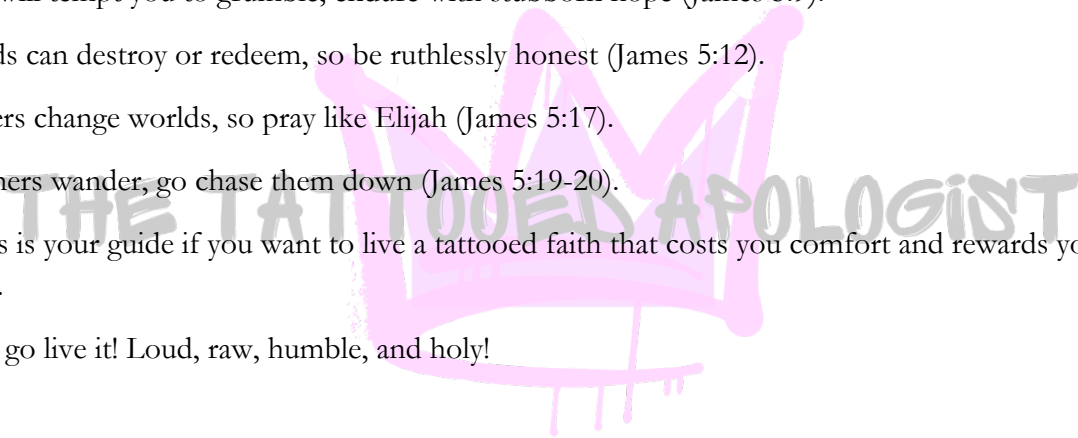 will tempt you to grumble, endure with stubborn hope (James 5:9).
ds can destroy or redeem, so be ruthlessly honest (James 5:12).
ers change worlds, so pray like Elijah (James 5:17).
ners wander, go chase them down (James 5:19-20).
THE TATTOOED APOLOGIST
s is your guide if you want to live a tattooed faith that costs you comfort and rewards yo
.
go live it! Loud, raw, humble, and holy!